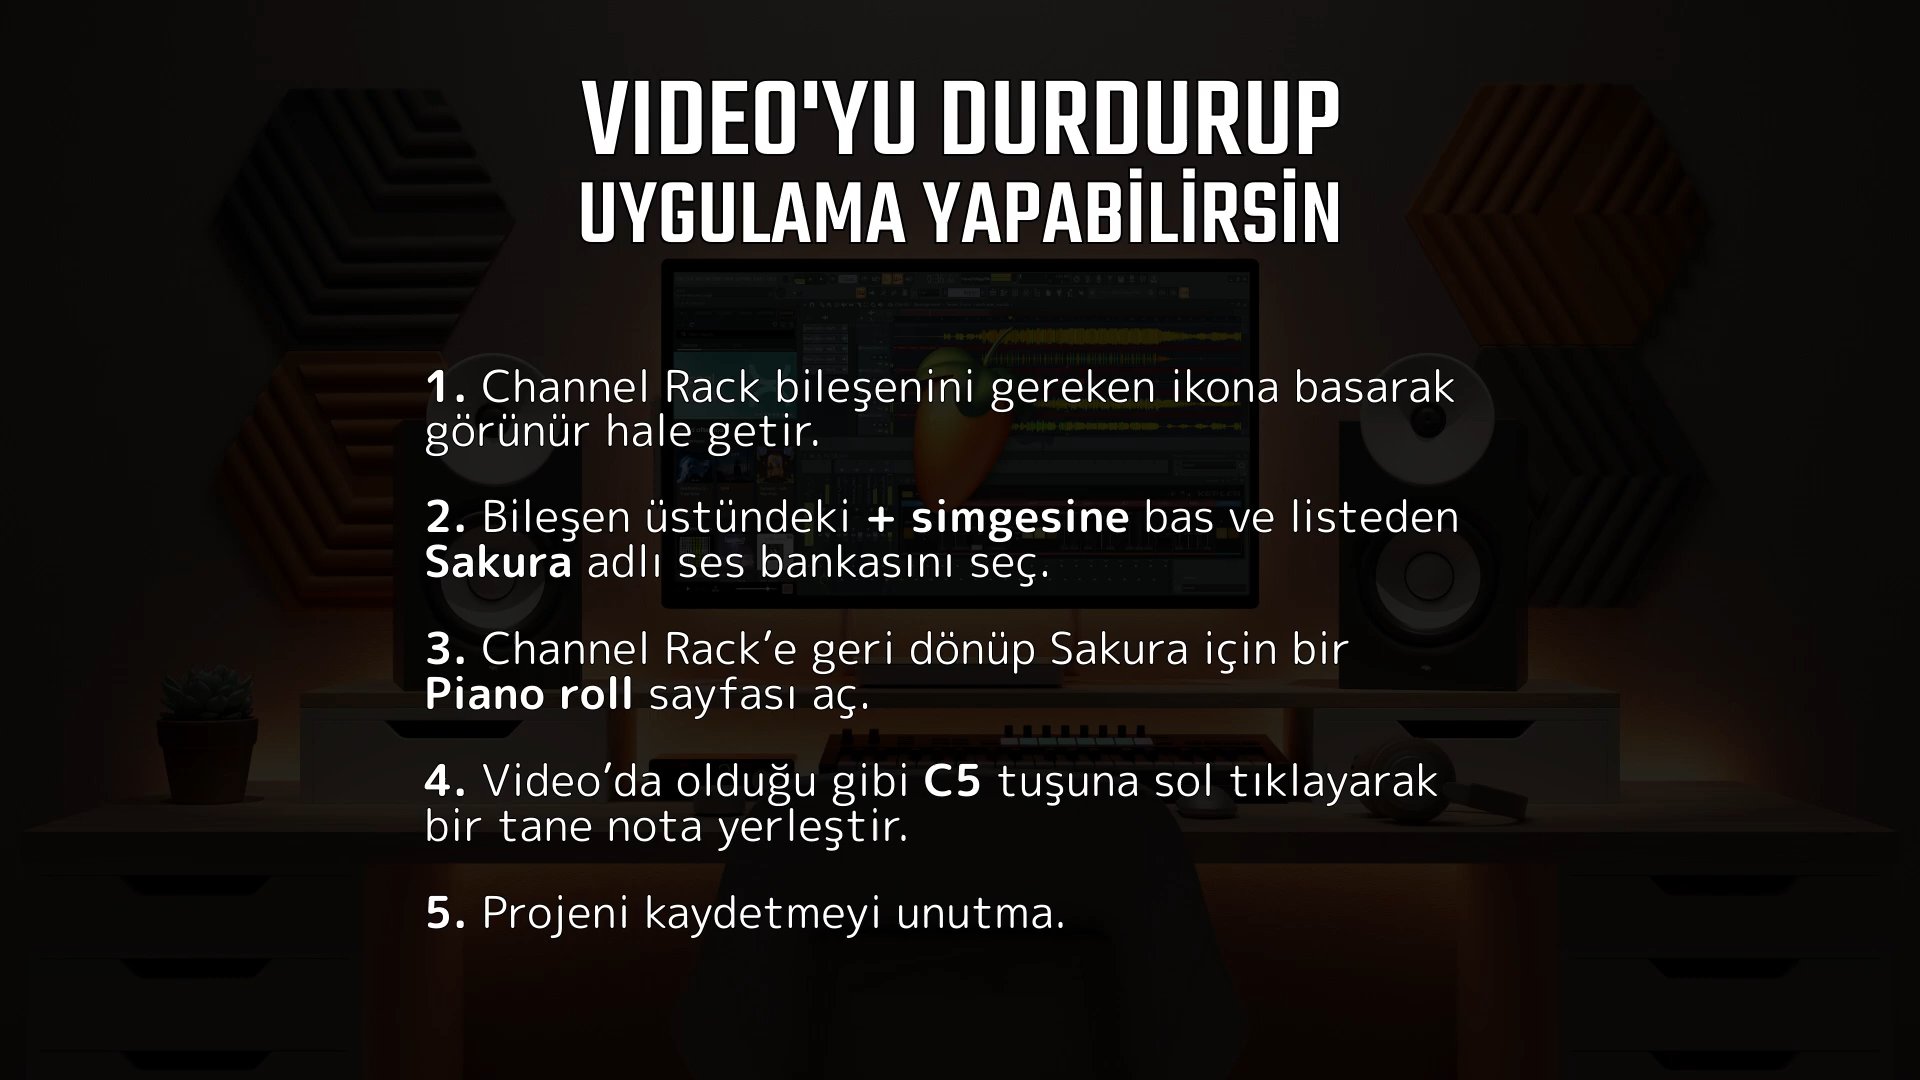 VIDEO'YU DURDURUP
UYGULAMA YAPABİLİRSİN
1. Channel Rack bileşenini gereken ikona basarak
görünür hale getir.
2. Bileşen üstündeki + simgesine bas ve listeden
Sakura adlı ses bankasını seç.
3. Channel Rack’e geri dönüp Sakura için bir
Piano roll sayfası aç.
4. Video’da olduğu gibi C5 tuşuna sol tıklayarak
bir tane nota yerleştir.
5. Projeni kaydetmeyi unutma.